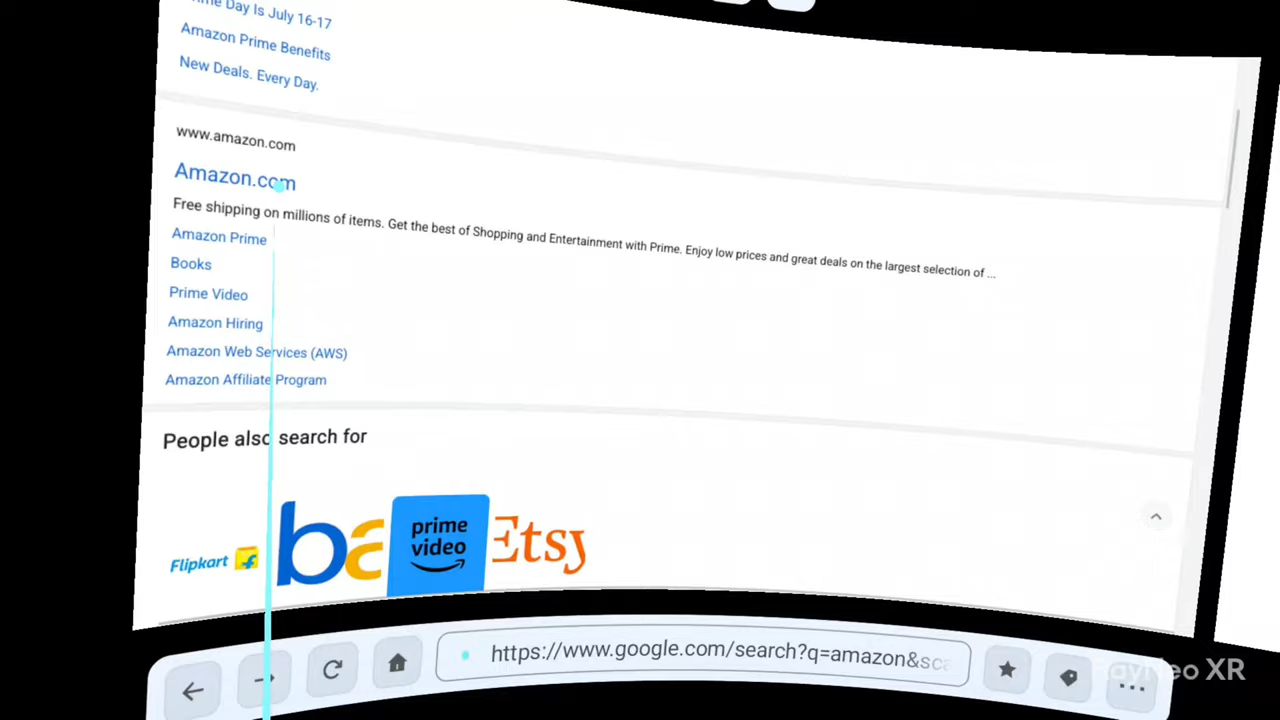 Day Is July 16-17
Amazon Prime Benefits
New Deals. Every Day.
www.amazon.com
Amazon.com
Free shipping on millions of items. Get the best of Shopping and Entertainment with Prime. Enjoy low prices and great deals on the largest selection of ...
Amazon Prime
Books
Prime Video
Amazon Hiring
Amazon Web Services (AWS)
Amazon Affiliate Program
People also search for
Flipkart
prime
video
Etsy
https://www.google.com/search?q=amazon&sc
XR